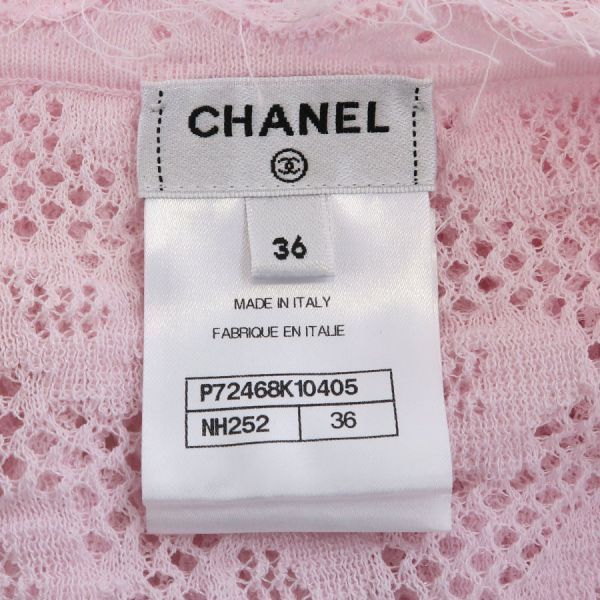 CHANEL
36
MADE IN ITALY
FABRIQUE EN ITALIE
P72468K10405
NH252 36